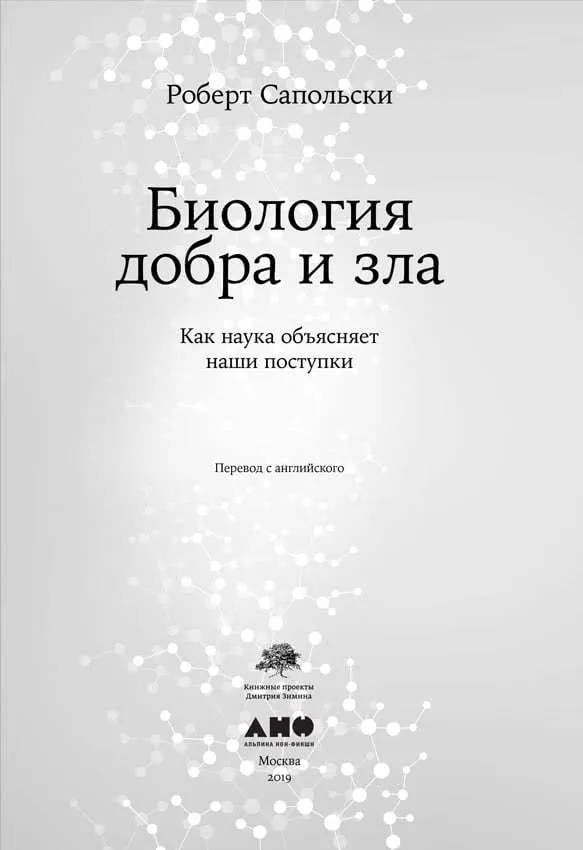 Роберт Сапольски
Биология
добра и зла
Как наука объясняет
наши поступки
Перевод с английского
Книжные проекты
Дмитрия Зимина
АНФ
АЛЬПИНА НОН-ФИКШН
Москва
2019